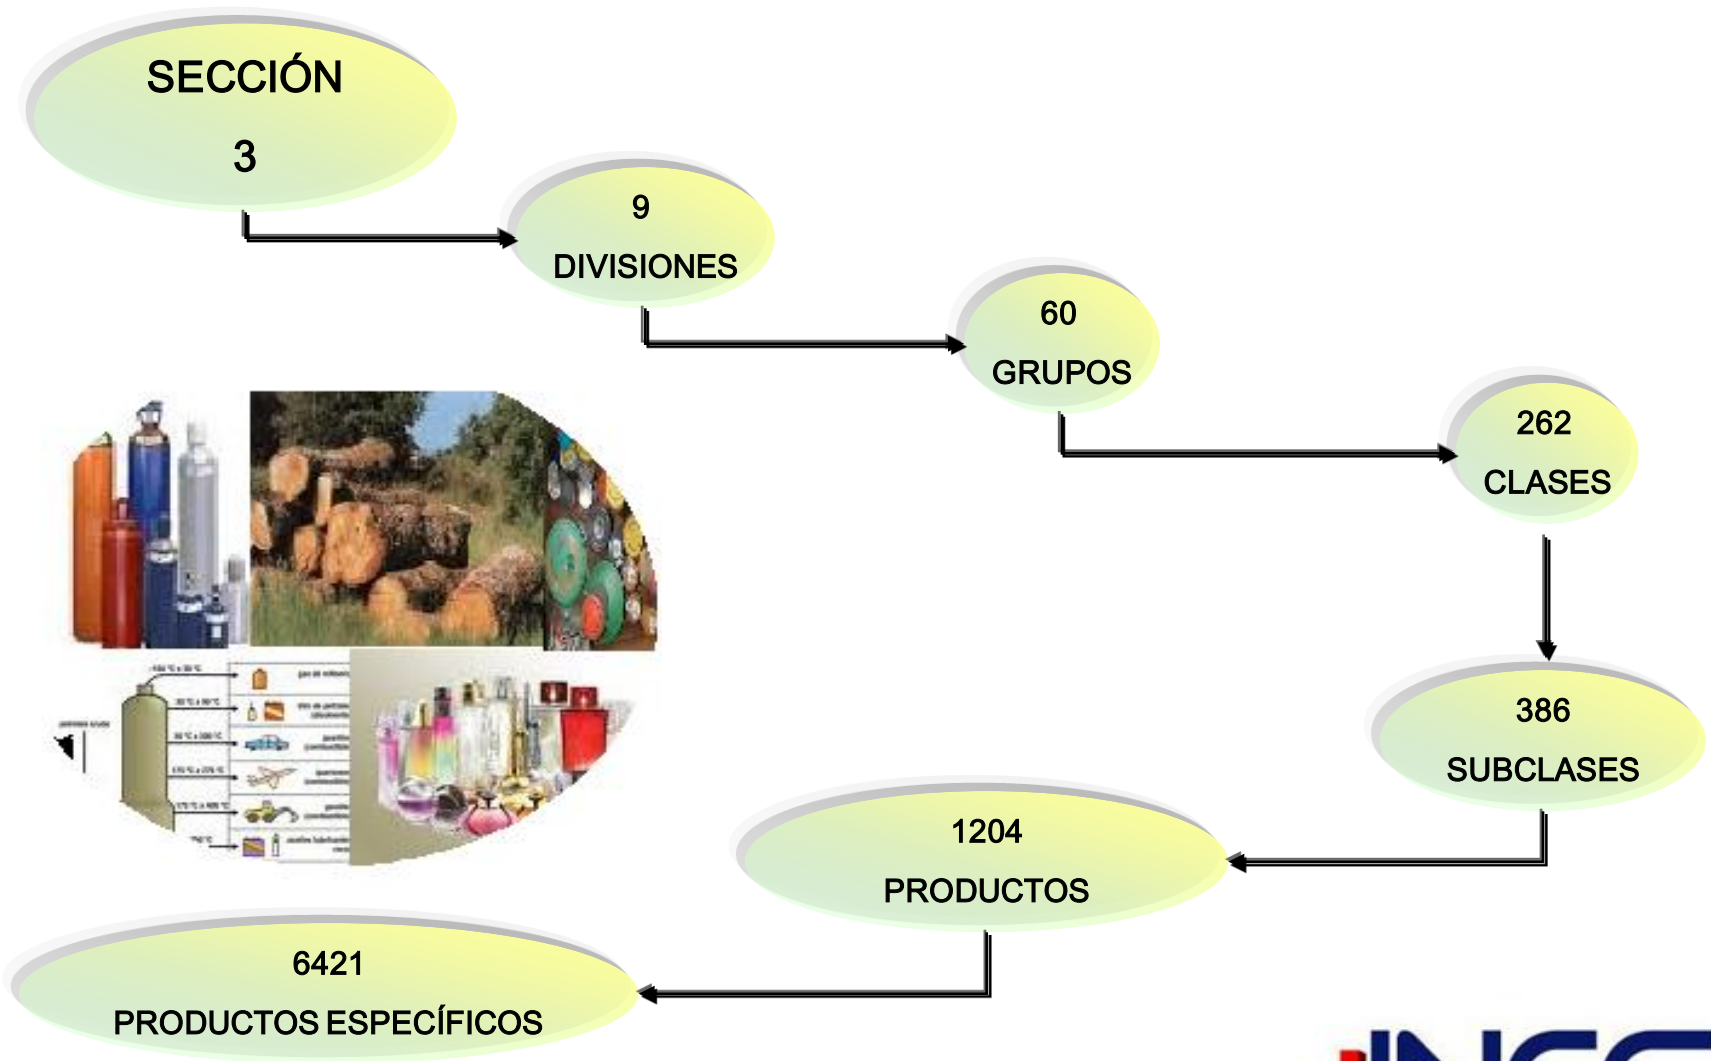 SECCIÓN
3
9
DIVISIONES
60
GRUPOS
262
CLASES
386
SUBCLASES
1204
PRODUCTOS
6421
PRODUCTOS ESPECÍFICOS